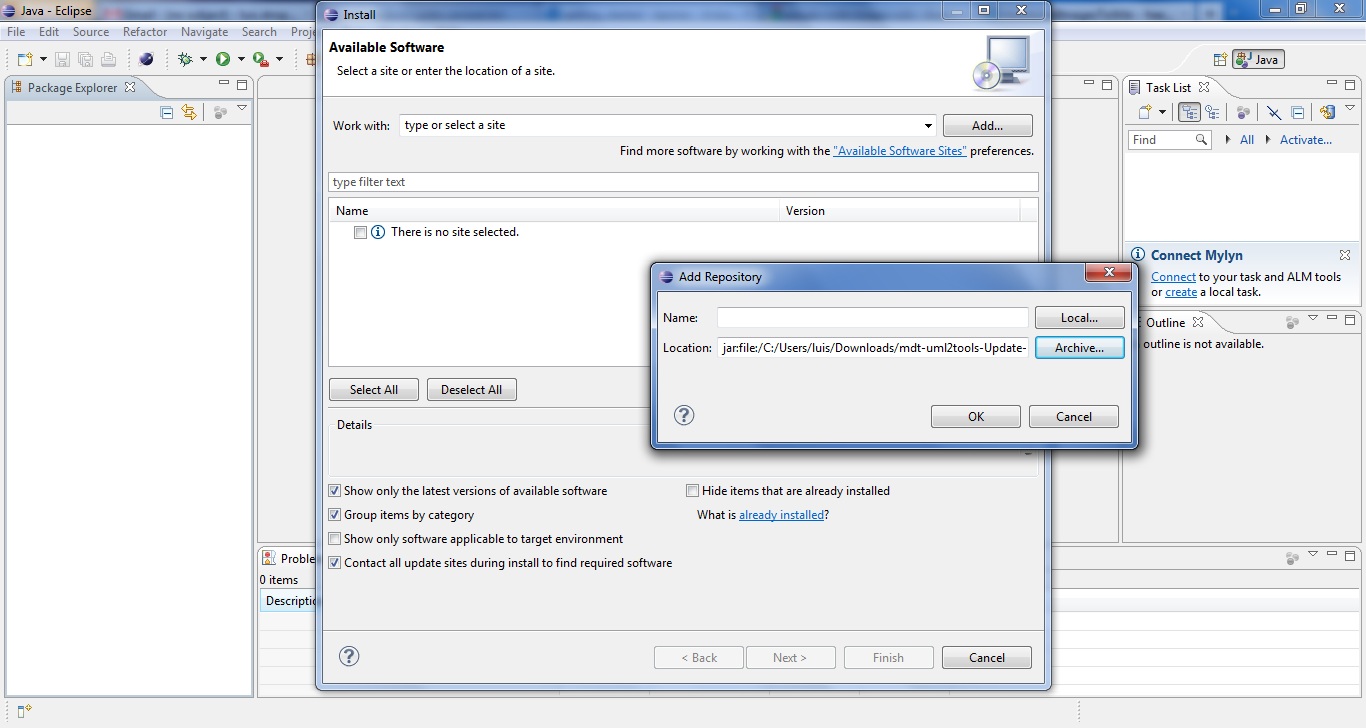 Java - Eclipse
File Edit Source Refactor Navigate Search Proje
Java
Package Explorer
Install
Available Software
Select a site or enter the location of a site.
Work with: type or select a site Add...
Find more software by working with the "Available Software Sites" preferences.
type filter text
Name Version
There is no site selected.
Select All Deselect All
Details
Show only the latest versions of available software
Hide items that are already installed
Group items by category
What is already installed?
Show only software applicable to target environment
Contact all update sites during install to find required software
? < Back Next > Finish Cancel
Add Repository
Name: Local...
Location: jar:file:/C:/Users/luis/Downloads/mdt-uml2tools-Update- Archive...
? OK Cancel
Task List
Find All Activate...
Connect Mylyn
Connect to your task and ALM tools
or create a local task.
Outline
outline is not available.
Proble
0 items
Descriptio